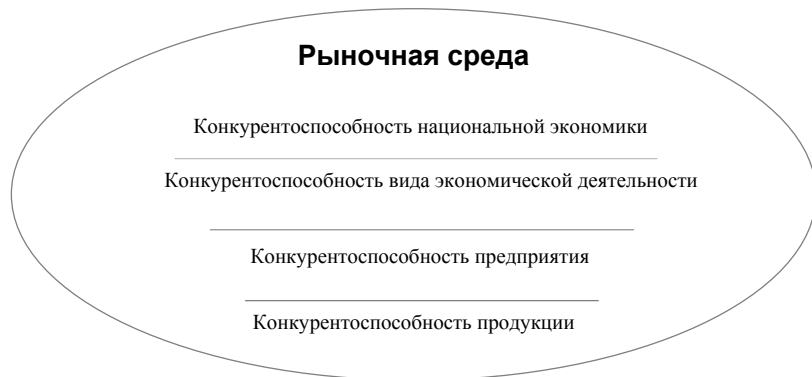 Рыночная среда
Конкурентоспособность национальной экономики
Конкурентоспособность вида экономической деятельности
Конкурентоспособность предприятия
Конкурентоспособность продукции